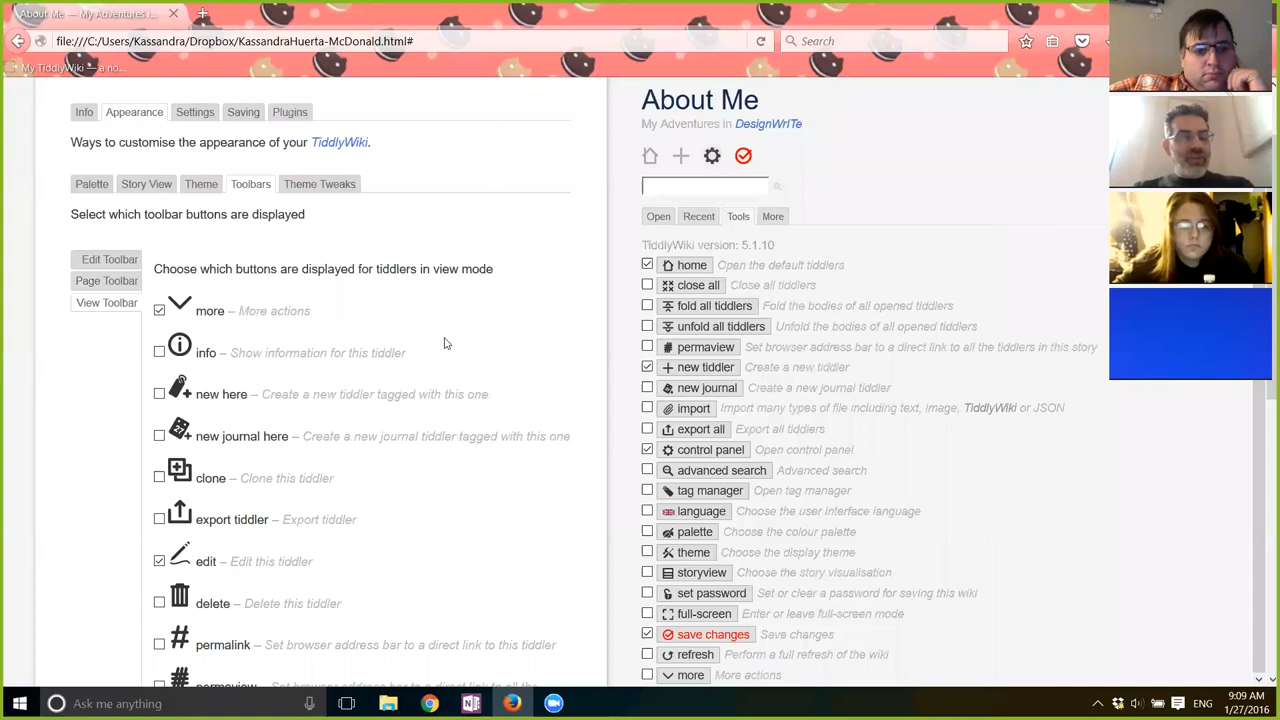 About Me — My Adventures i...
file:///C:/Users/Kassandra/Dropbox/KassandraHuerta-McDonald.html#
Search
My TiddlyWiki — a no...
Info Appearance Settings Saving Plugins
Ways to customise the appearance of your TiddlyWiki.
Palette Story View Theme Toolbars Theme Tweaks
Select which toolbar buttons are displayed
Edit Toolbar
Page Toolbar
View Toolbar
Choose which buttons are displayed for tiddlers in view mode
more – More actions
info – Show information for this tiddler
new here – Create a new tiddler tagged with this one
new journal here – Create a new journal tiddler tagged with this one
clone – Clone this tiddler
export tiddler – Export tiddler
edit – Edit this tiddler
delete – Delete this tiddler
permalink – Set browser address bar to a direct link to this tiddler
permaview – Set browser address bar to a direct link to all the
About Me
My Adventures in DesignWrITe
Open Recent Tools More
TiddlyWiki version: 5.1.10
home Open the default tiddlers
close all Close all tiddlers
fold all tiddlers Fold the bodies of all opened tiddlers
unfold all tiddlers Unfold the bodies of all opened tiddlers
permaview Set browser address bar to a direct link to all the tiddlers in this story
new tiddler Create a new tiddler
new journal Create a new journal tiddler
import Import many types of file including text, image, TiddlyWiki or JSON
export all Export all tiddlers
control panel Open control panel
advanced search Advanced search
tag manager Open tag manager
language Choose the user interface language
palette Choose the colour palette
theme Choose the display theme
storyview Choose the story visualisation
set password Set or clear a password for saving this wiki
full-screen Enter or leave full-screen mode
save changes Save changes
refresh Perform a full refresh of the wiki
more More actions
Ask me anything
ENG
9:09 AM
1/27/2016